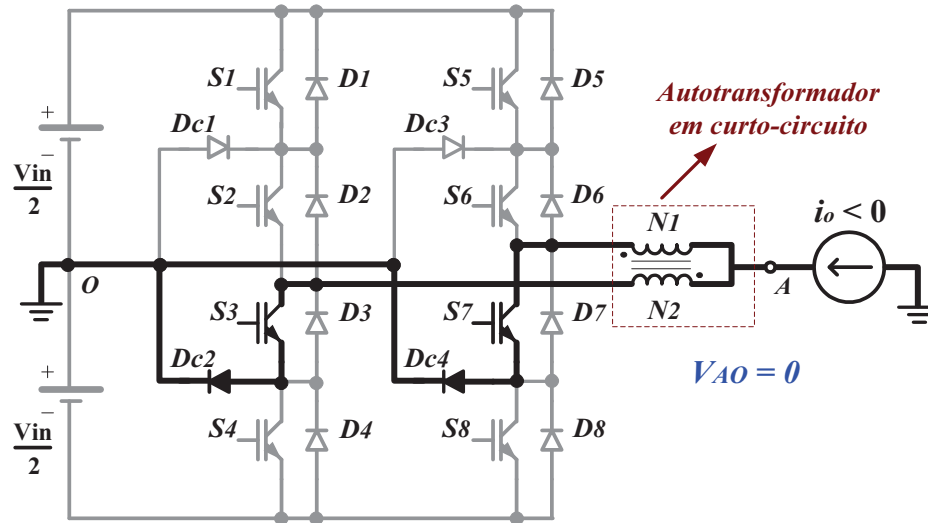 S1
D1
S5
D5
Autotransformador
em curto-circuito
+
Dc1
Dc3
−
Vin
2
S2
D2
S6
D6
N1
io < 0
O
A
S3
D3
S7
D7
N2
Dc2
Dc4
VAO = 0
+
−
Vin
2
S4
D4
S8
D8